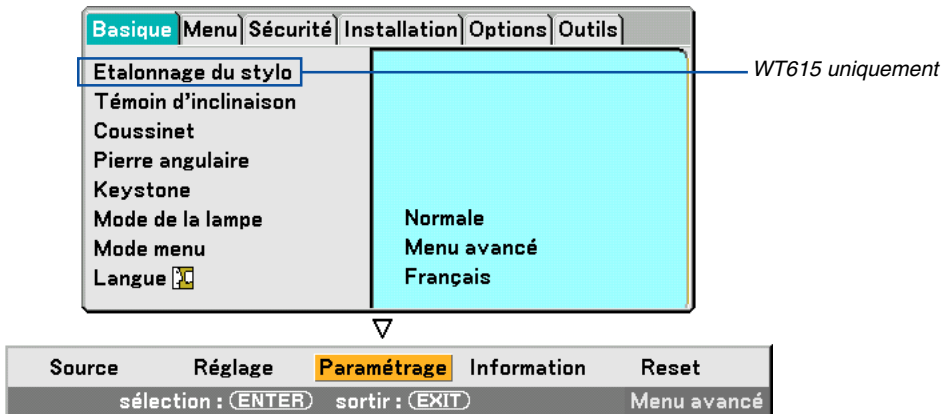 Basique Menu Sécurité Installation Options Outils
Etalonnage du stylo
WT615 uniquement
Témoin d'inclinaison
Coussinet
Pierre angulaire
Keystone
Mode de la lampe Normale
Mode menu Menu avancé
Langue Français
Source Réglage Paramétrage Information Reset
sélection : ENTER sortir : EXIT Menu avancé